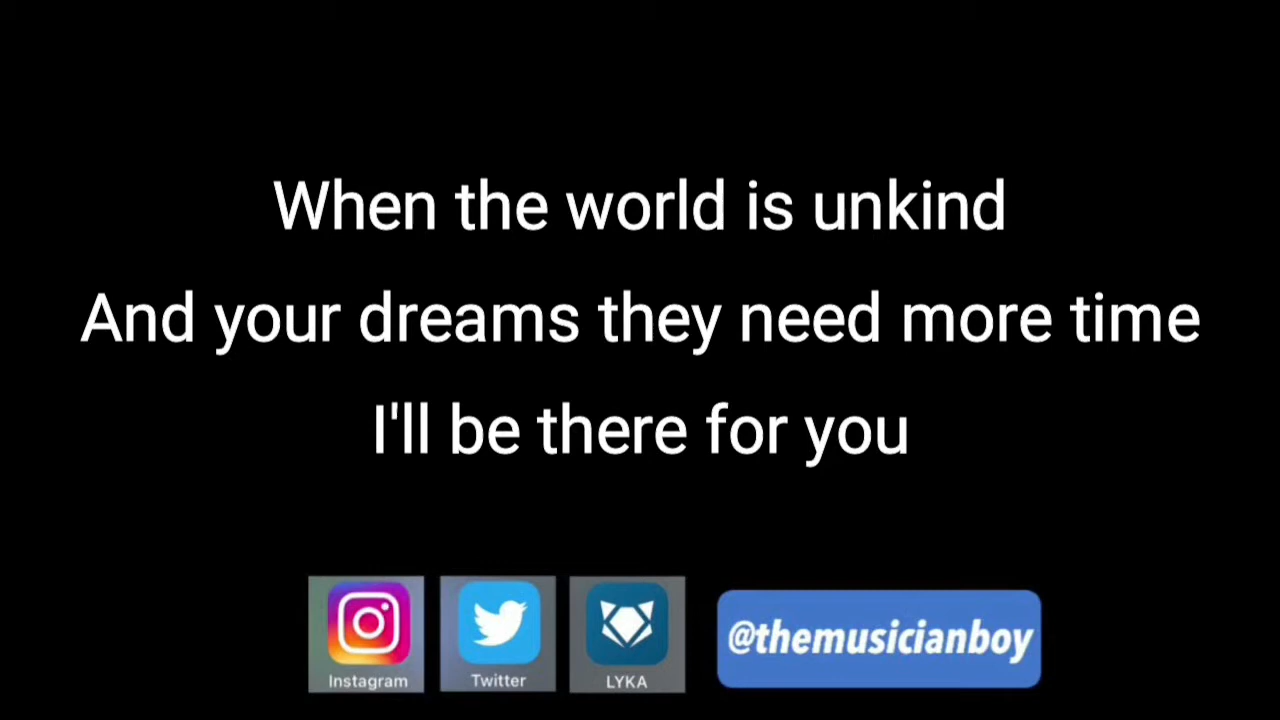 When the world is unkind
And your dreams they need more time
I'll be there for you
Instagram
Twitter
LYKA
@themusicianboy